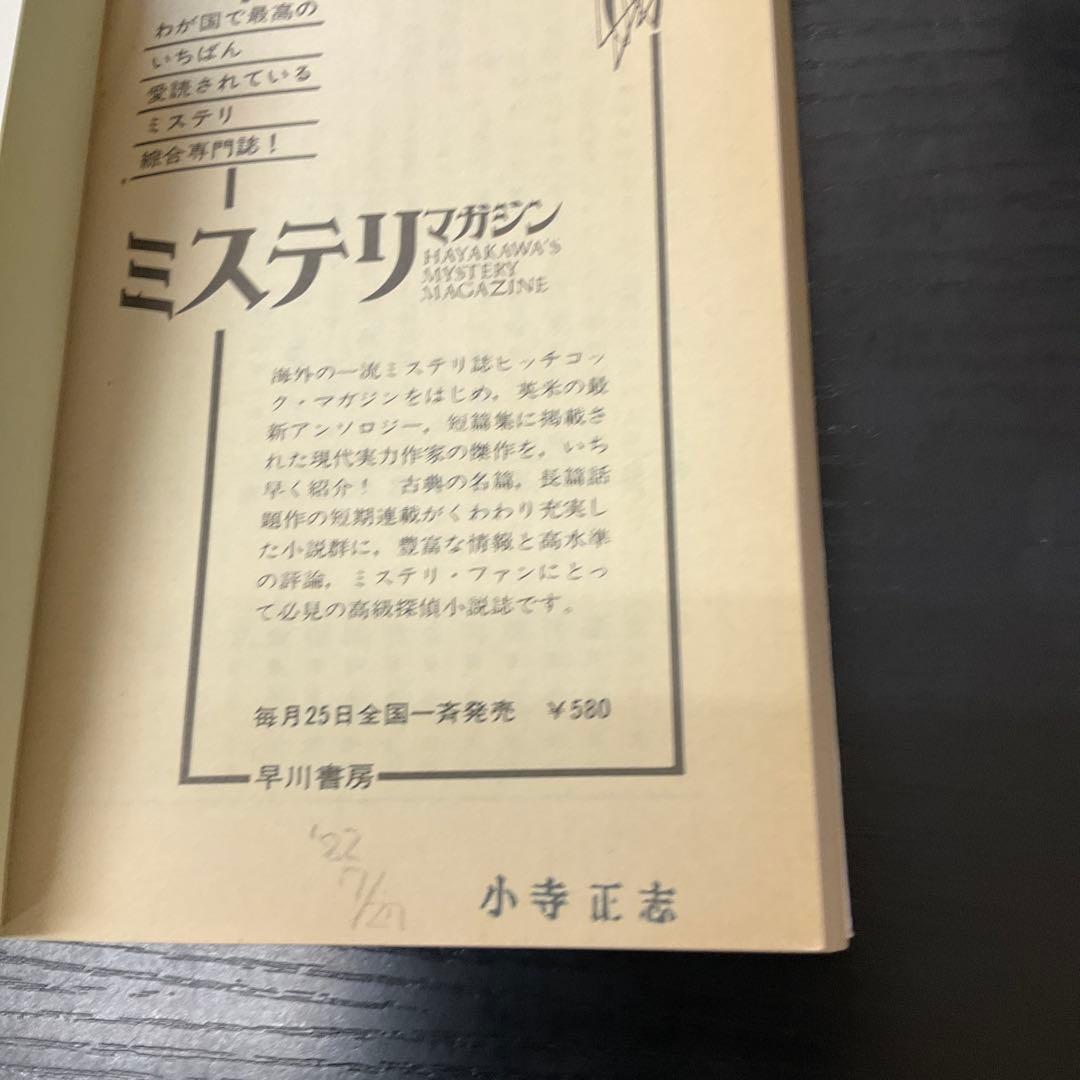 わが国で最高の
いちばん
愛読されている
ミステリ
綜合専門誌！
ミステリマガジン
HAYAKAWA'S
MYSTERY
MAGAZINE
海外の一流ミステリ誌ヒッチコッ
ク・マガジンをはじめ，英米の最
新アンソロジー，短篇集に掲載さ
れた現代実力作家の傑作を，いち
早く紹介！　古典の名篇，長篇話
題作の短期連載がくわわり充実し
た小説群に，豊富な情報と高水準
の評論，ミステリ・ファンにとっ
て必見の高級探偵小説誌です。
毎月25日全国一斉発売　￥580
早川書房
'22
小寺正志